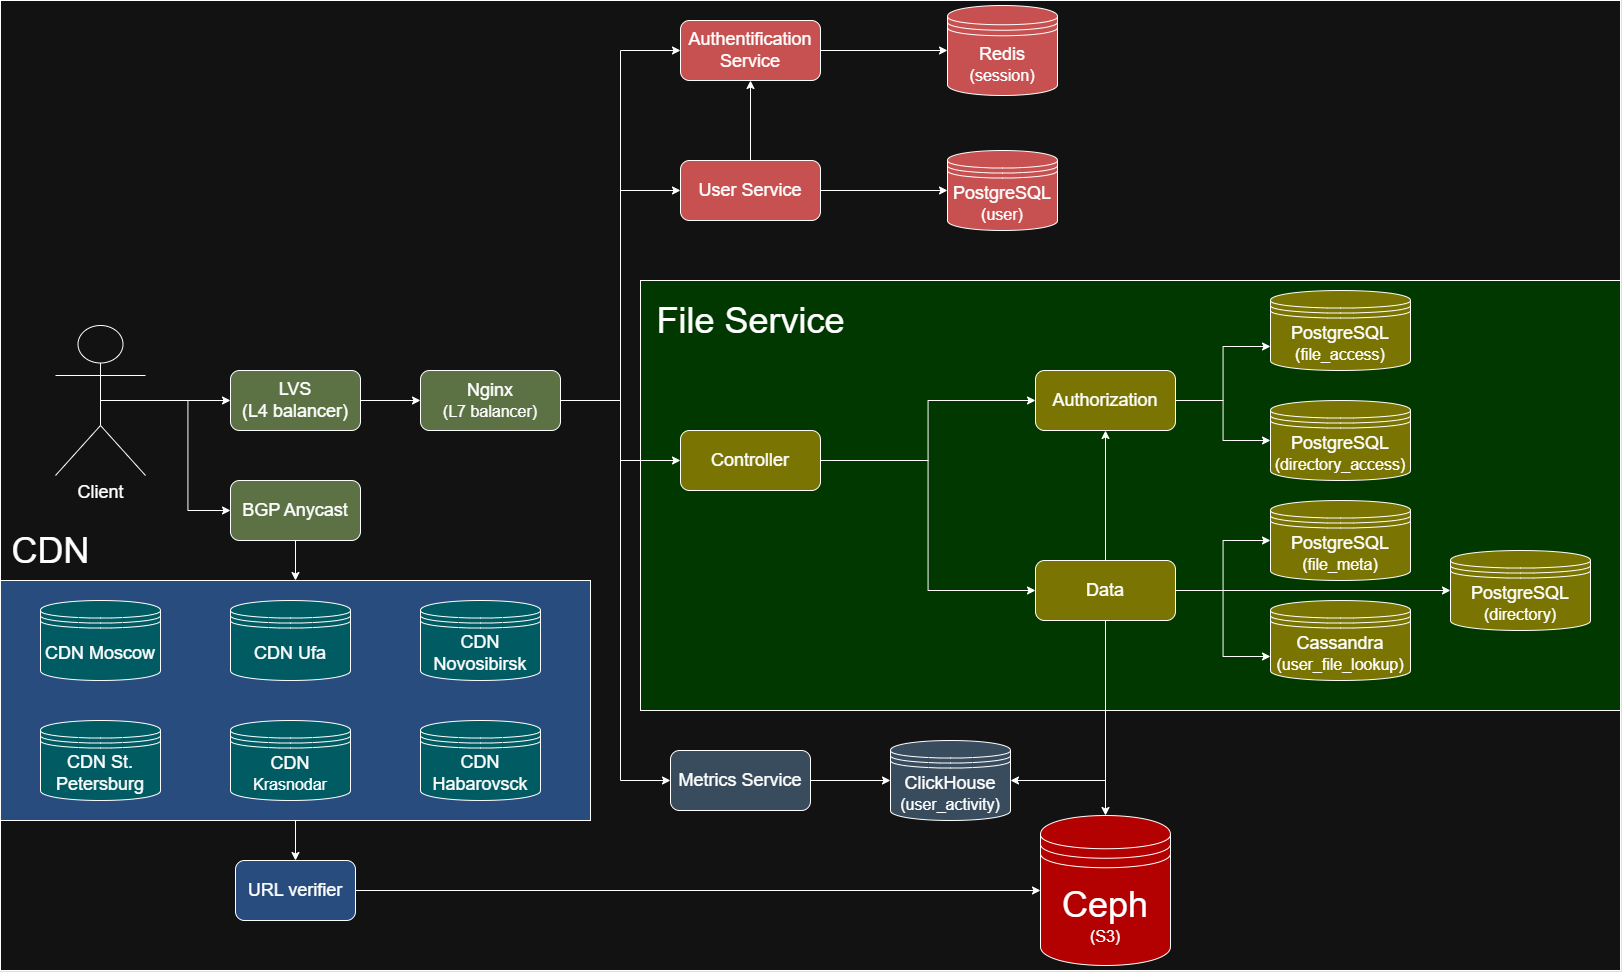 Authentification
Service
Redis
(session)
User Service
PostgreSQL
(user)
File Service
PostgreSQL
(file_access)
LVS
(L4 balancer)
Nginx
(L7 balancer)
Authorization
PostgreSQL
(directory_access)
Controller
Client
BGP Anycast
CDN
PostgreSQL
(file_meta)
Data
PostgreSQL
(directory)
Cassandra
(user_file_lookup)
CDN Moscow
CDN Ufa
CDN
Novosibirsk
CDN St.
Petersburg
CDN
Krasnodar
CDN
Habarovsck
Metrics Service
ClickHouse
(user_activity)
URL verifier
Ceph
(S3)